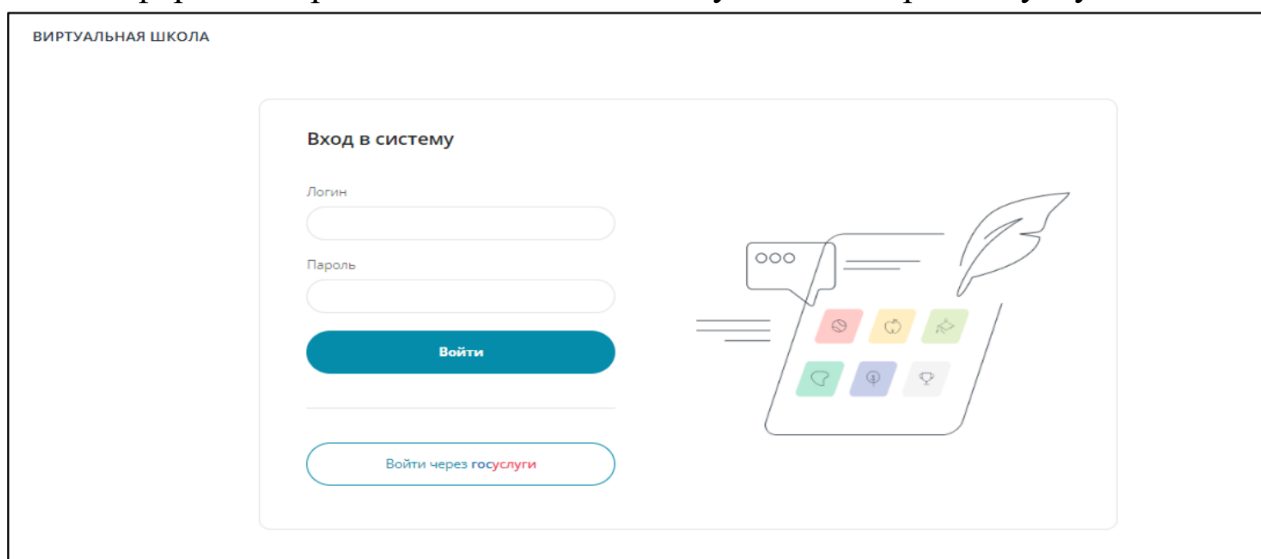 ВИРТУАЛЬНАЯ ШКОЛА
Вход в систему
Логин
Пароль
Войти
Войти через госуслуги